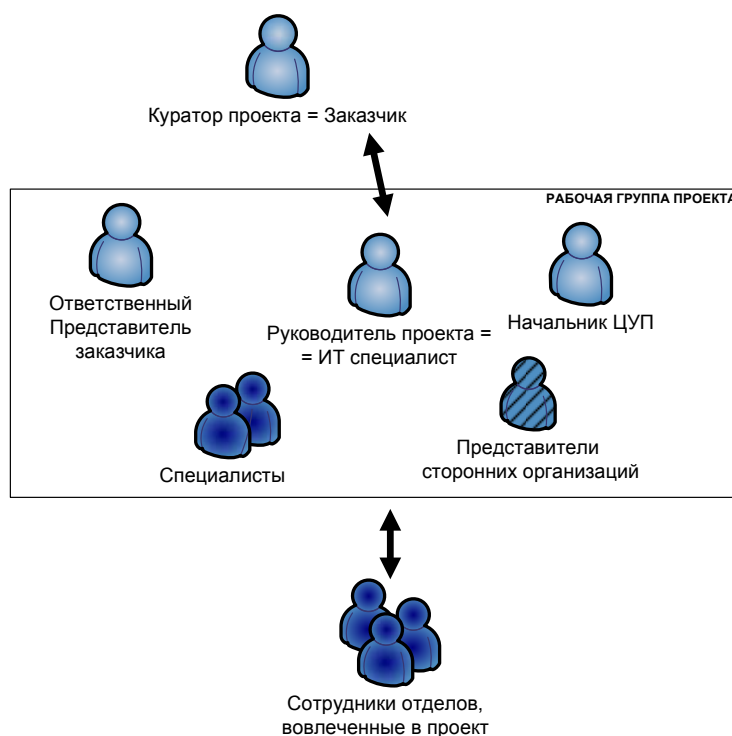 Куратор проекта = Заказчик
РАБОЧАЯ ГРУППА ПРОЕКТА
Ответственный
Представитель
заказчика
Руководитель проекта =
= ИТ специалист
Начальник ЦУП
Специалисты
Представители
сторонних организаций
Сотрудники отделов,
вовлеченные в проект